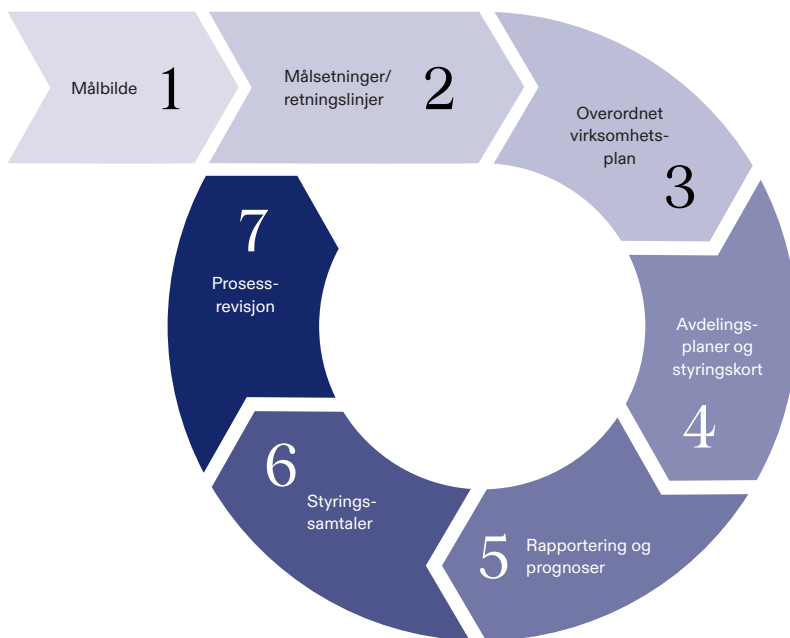 Målbilde
1
Målsetninger/
retningslinjer
2
Overordnet
virksomhets-
plan
3
Avdelings-
planer og
styringskort
4
5
Rapportering og
prognoser
6
Styrings-
samtaler
7
Prosess-
revisjon